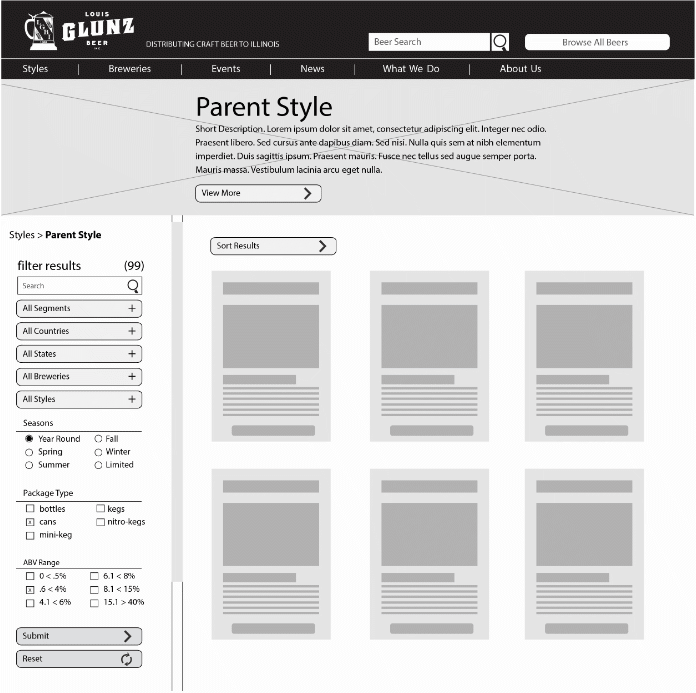 LOUIS
GLUNZ
BEER
INC
DISTRIBUTING CRAFT BEER TO ILLINOIS
Beer Search
Browse All Beers
Styles | Breweries | Events | News | What We Do | About Us
Parent Style
Short Description. Lorem ipsum dolor sit amet, consectetur adipiscing elit. Integer nec odio.
Praesent libero. Sed cursus ante dapibus diam. Sed nisi. Nulla quis sem at nibh elementum
imperdiet. Duis sagittis ipsum. Praesent mauris. Fusce nec tellus sed augue semper porta.
Mauris massa. Vestibulum lacinia arcu eget nulla.
View More
Styles > Parent Style
Sort Results
filter results (99)
Search
All Segments +
All Countries +
All States +
All Breweries +
All Styles +
Seasons
Year Round Fall
Spring Winter
Summer Limited
Package Type
bottles kegs
x cans nitro-kegs
mini-keg
ABV Range
0 < .5% 6.1 < 8%
x .6 < 4% 8.1 < 15%
4.1 < 6% 15.1 > 40%
Submit
Reset